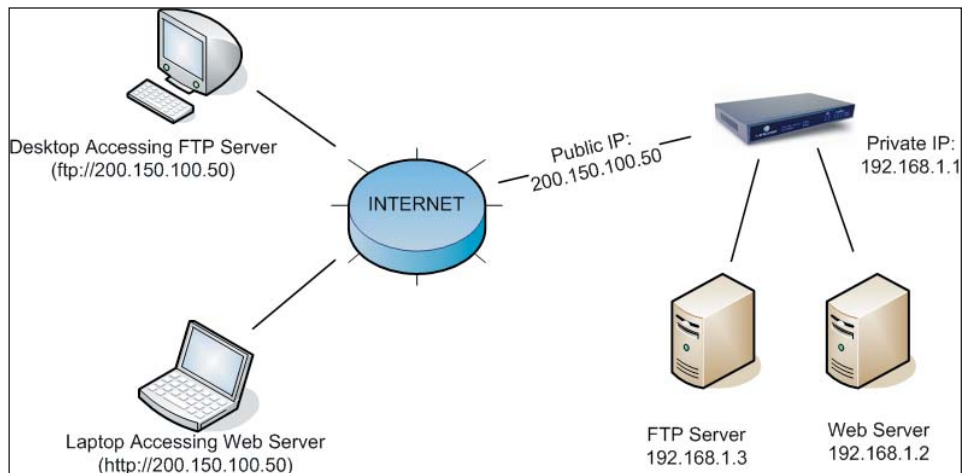 Desktop Accessing FTP Server
(ftp://200.150.100.50)
INTERNET
Public IP:
200.150.100.50
Private IP:
192.168.1.1
Laptop Accessing Web Server
(http://200.150.100.50)
FTP Server
192.168.1.3
Web Server
192.168.1.2